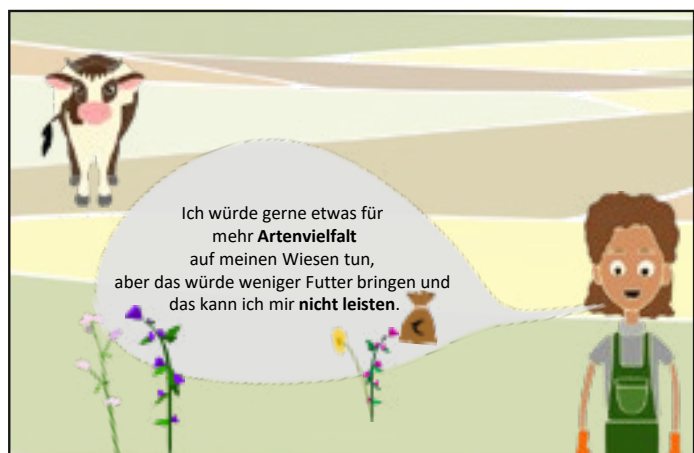 Ich würde gerne etwas für
mehr Artenvielfalt
auf meinen Wiesen tun,
aber das würde weniger Futter bringen und
das kann ich mir nicht leisten.